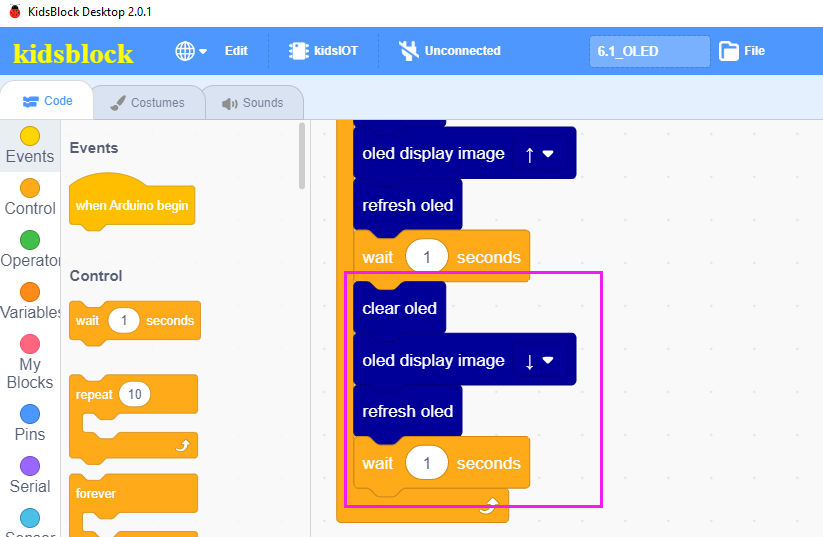 KidsBlock Desktop 2.0.1
kidsblock
Edit
kidsIOT
Unconnected
6.1_OLED
File
Code
Costumes
Sounds
Events
Control
Operator
Variables
My
Blocks
Pins
Serial
Sensor
Events
when Arduino begin
Control
wait 1 seconds
repeat 10
forever
oled display image ↑
refresh oled
wait 1 seconds
clear oled
oled display image ↓
refresh oled
wait 1 seconds